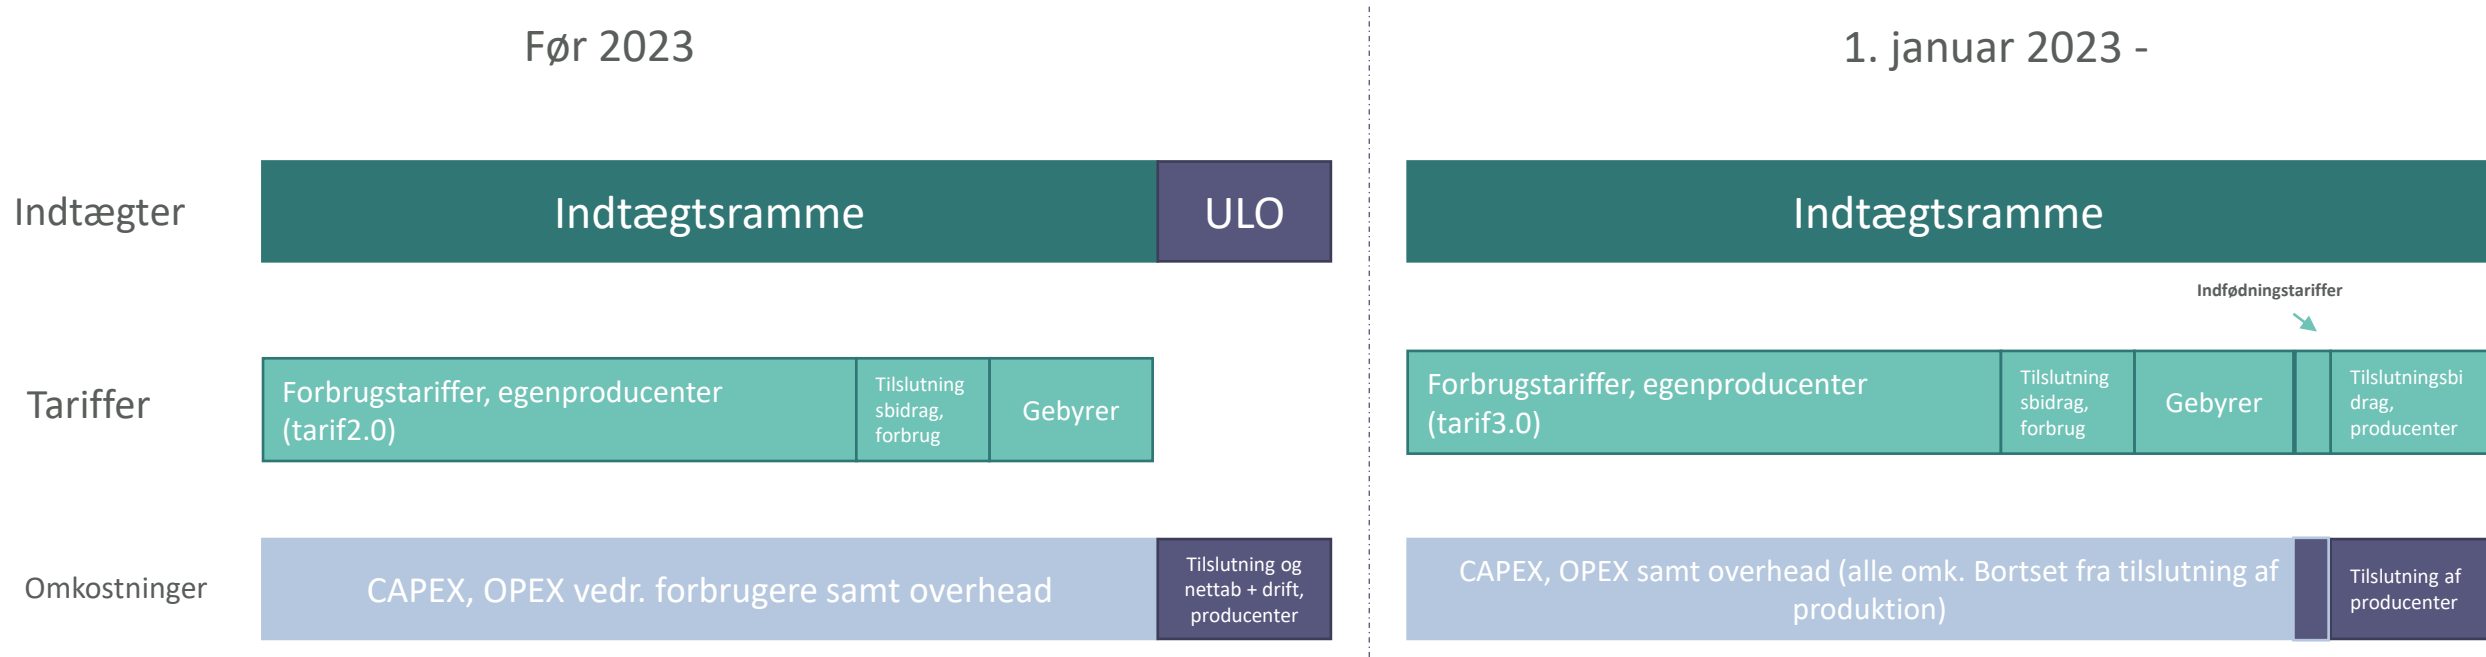 Før 2023
1. januar 2023 -
Indtægter
Indtægtsramme
ULO
Indtægtsramme
Indfødningstariffer
Tariffer
Forbrugstariffer, egenproducenter
(tarif2.0)
Tilslutning
sbidrag,
forbrug
Gebyrer
Forbrugstariffer, egenproducenter
(tarif3.0)
Tilslutning
sbidrag,
forbrug
Gebyrer
Tilslutningsbi
drag,
producenter
Omkostninger
CAPEX, OPEX vedr. forbrugere samt overhead
Tilslutning og
nettab + drift,
producenter
CAPEX, OPEX samt overhead (alle omk. Bortset fra tilslutning af
produktion)
Tilslutning af
producenter